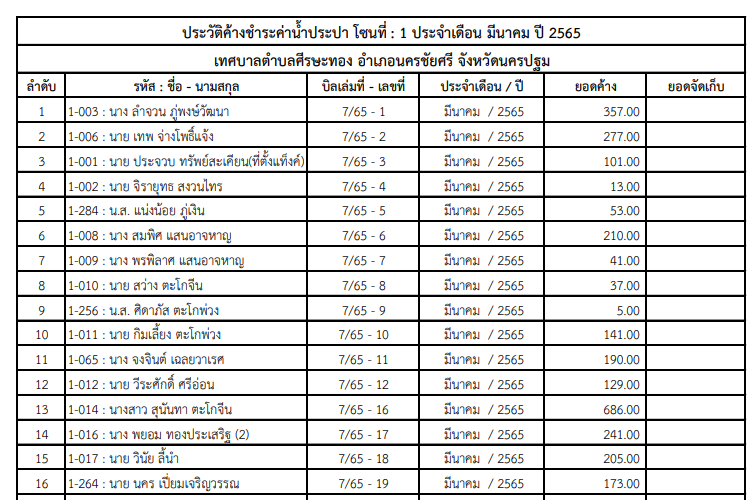 ประวัติค้างชำระค่าน้ำประปา โซนที่ : 1 ประจำเดือน มีนาคม ปี 2565
เทศบาลตำบลศีรษะทอง อำเภอนครชัยศรี จังหวัดนครปฐม
ลำดับ รหัส : ชื่อ - นามสกุล บิลเล่มที่ - เลขที่ ประจำเดือน / ปี ยอดค้าง ยอดจัดเก็บ
1 1-003 : นาง ลำจวน ภู่พงษ์วัฒนา 7/65 - 1 มีนาคม / 2565 357.00
2 1-006 : นาย เทพ จ่างโพธิ์แจ้ง 7/65 - 2 มีนาคม / 2565 277.00
3 1-001 : นาย ประจวบ ทรัพย์สะเคียน(ที่ตั้งแท็งค์) 7/65 - 3 มีนาคม / 2565 101.00
4 1-002 : นาย จิรายุทธ สงวนไทร 7/65 - 4 มีนาคม / 2565 13.00
5 1-284 : น.ส. แน่งน้อย ภู่เงิน 7/65 - 5 มีนาคม / 2565 53.00
6 1-008 : นาง สมพิศ แสนอาจหาญ 7/65 - 6 มีนาคม / 2565 210.00
7 1-009 : นาง พรพิลาศ แสนอาจหาญ 7/65 - 7 มีนาคม / 2565 41.00
8 1-010 : นาย สว่าง ตะโกจีน 7/65 - 8 มีนาคม / 2565 37.00
9 1-256 : น.ส. ศิดาภัส ตะโกพ่วง 7/65 - 9 มีนาคม / 2565 5.00
10 1-011 : นาย กิมเลี้ยง ตะโกพ่วง 7/65 - 10 มีนาคม / 2565 141.00
11 1-065 : นาง จงจินต์ เฉลยวาเรศ 7/65 - 11 มีนาคม / 2565 190.00
12 1-012 : นาย วีระศักดิ์ ศรีอ่อน 7/65 - 12 มีนาคม / 2565 129.00
13 1-014 : นางสาว สุนันทา ตะโกจีน 7/65 - 16 มีนาคม / 2565 686.00
14 1-016 : นาง พยอม ทองประเสริฐ (2) 7/65 - 17 มีนาคม / 2565 241.00
15 1-017 : นาย วินัย ลี้นำ 7/65 - 18 มีนาคม / 2565 205.00
16 1-264 : นาย นคร เปี่ยมเจริญวรรณ 7/65 - 19 มีนาคม / 2565 173.00